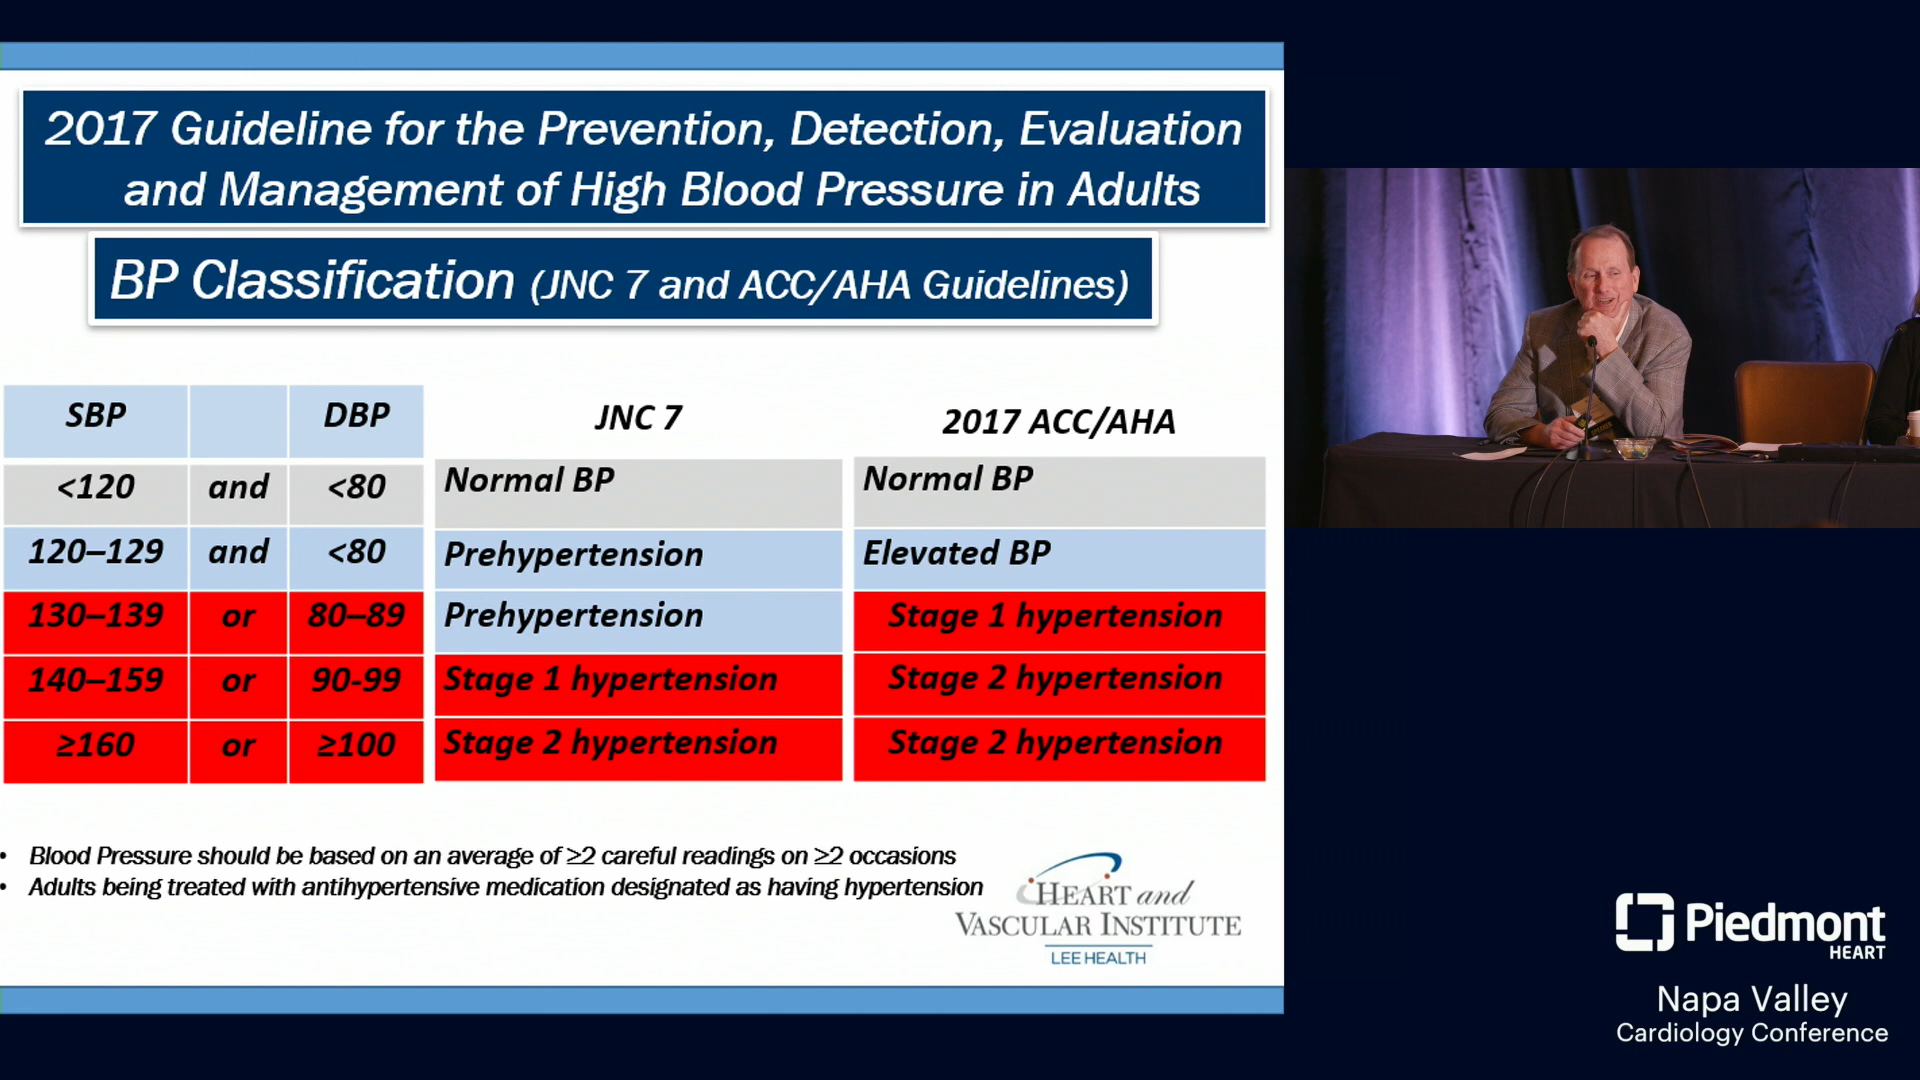 2017 Guideline for the Prevention, Detection, Evaluation
and Management of High Blood Pressure in Adults
BP Classification (JNC 7 and ACC/AHA Guidelines)
SBP DBP JNC 7 2017 ACC/AHA
<120 and <80 Normal BP Normal BP
120–129 and <80 Prehypertension Elevated BP
130–139 or 80–89 Prehypertension Stage 1 hypertension
140–159 or 90-99 Stage 1 hypertension Stage 2 hypertension
≥160 or ≥100 Stage 2 hypertension Stage 2 hypertension
• Blood Pressure should be based on an average of ≥2 careful readings on ≥2 occasions
• Adults being treated with antihypertensive medication designated as having hypertension
HEART and
VASCULAR INSTITUTE
LEE HEALTH
Piedmont
HEART
Napa Valley
Cardiology Conference